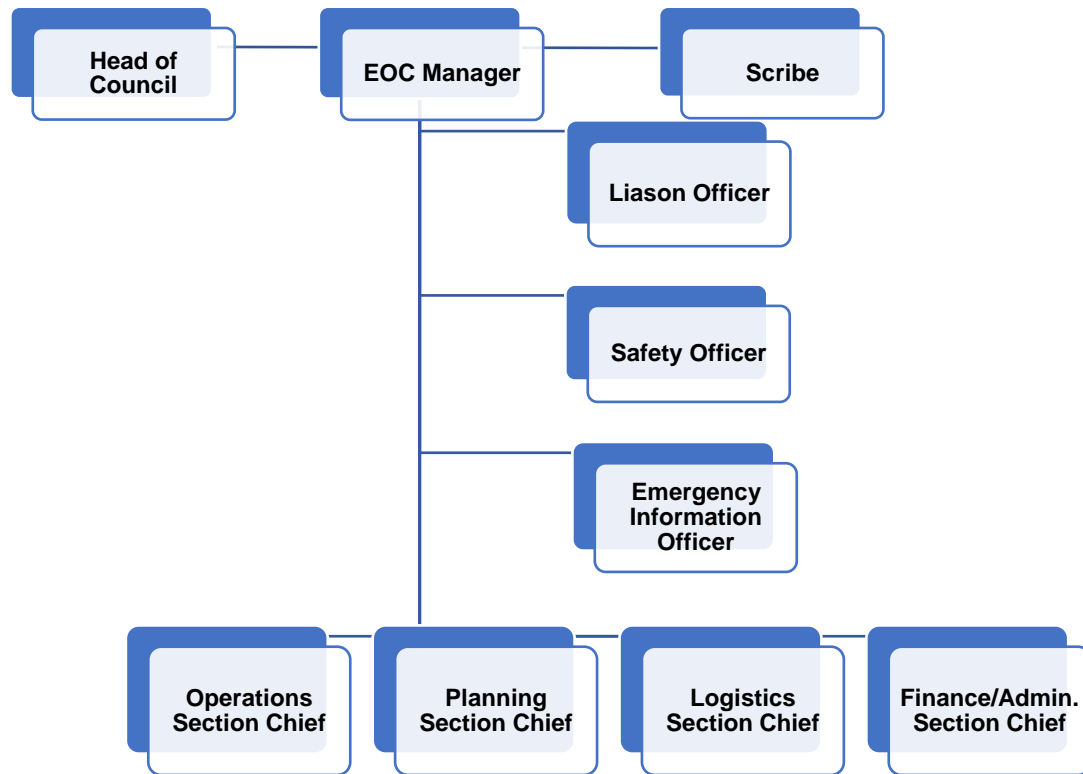 Head of
Council
EOC Manager
Scribe
Liason Officer
Safety Officer
Emergency
Information
Officer
Operations
Section Chief
Planning
Section Chief
Logistics
Section Chief
Finance/Admin.
Section Chief